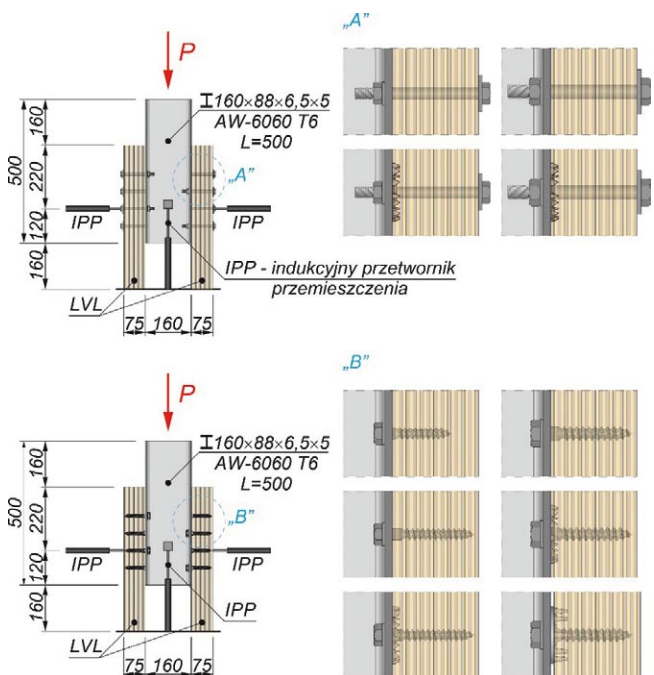 P
„A”
160×88×6,5×5
AW-6060 T6
L=500
160
500
220
120
160
„A”
IPP
IPP
IPP - indukcyjny przetwornik
przemieszczenia
LVL
75
160
75
„B”
P
160×88×6,5×5
AW-6060 T6
L=500
160
500
220
120
160
„B”
IPP
IPP
IPP
LVL
75
160
75